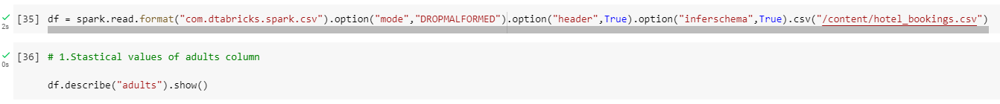 [35] df = spark.read.format("com.dtabricks.spark.csv").option("mode","DROPMALFORMED").option("header",True).option("inferschema",True).csv("/content/hotel_bookings.csv")
2s
[36] # 1.Stastical values of adults column
0s
df.describe("adults").show()